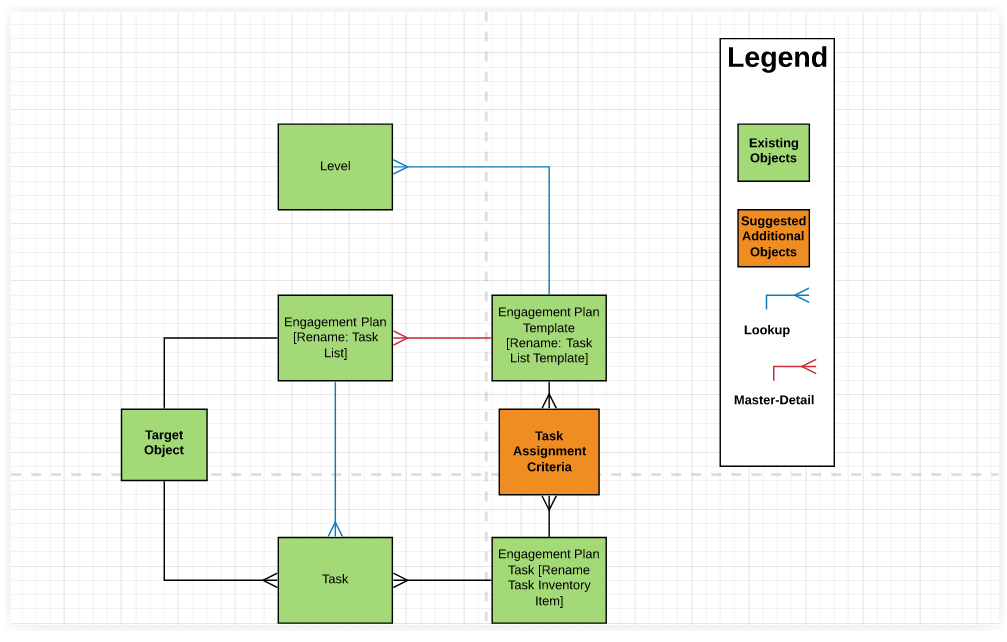 Legend
Existing
Objects
Suggested
Additional
Objects
Lookup
Master-Detail
Level
Engagement Plan
[Rename: Task
List]
Engagement Plan
Template
[Rename: Task
List Template]
Target
Object
Task
Assignment
Criteria
Task
Engagement Plan
Task [Rename
Task Inventory
Item]